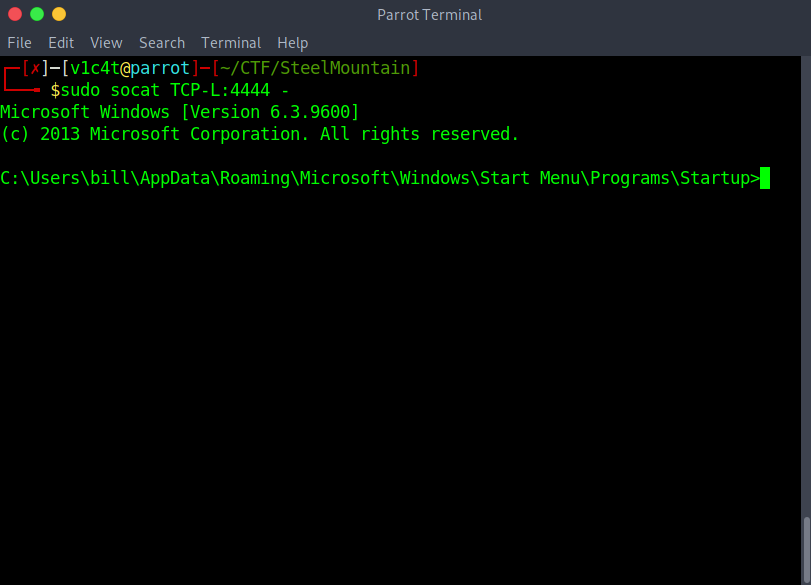 Parrot Terminal
File Edit View Search Terminal Help
┌─[✗]─[v1c4t@parrot]─[~/CTF/SteelMountain]
└──╼ $sudo socat TCP-L:4444 -
Microsoft Windows [Version 6.3.9600]
(c) 2013 Microsoft Corporation. All rights reserved.
C:\Users\bill\AppData\Roaming\Microsoft\Windows\Start Menu\Programs\Startup>